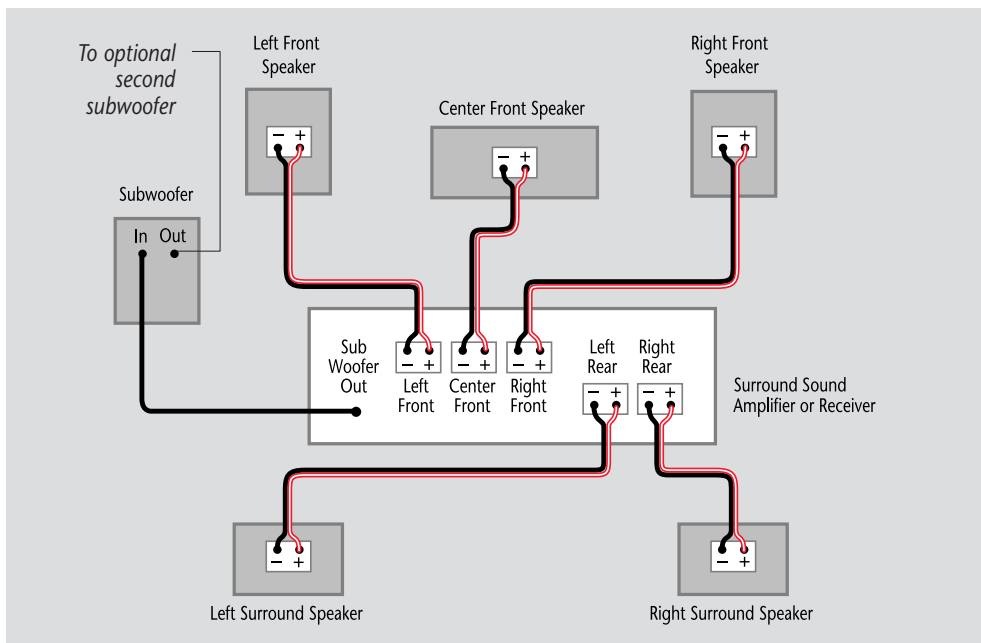 To optional
second
subwoofer
Left Front
Speaker
Right Front
Speaker
Center Front Speaker
Subwoofer
In Out
− +
− +
− +
Sub
Woofer
Out
− +
Left
Front
− +
Center
Front
− +
Right
Front
Left
Rear
− +
Right
Rear
− +
Surround Sound
Amplifier or Receiver
− +
Left Surround Speaker
− +
Right Surround Speaker